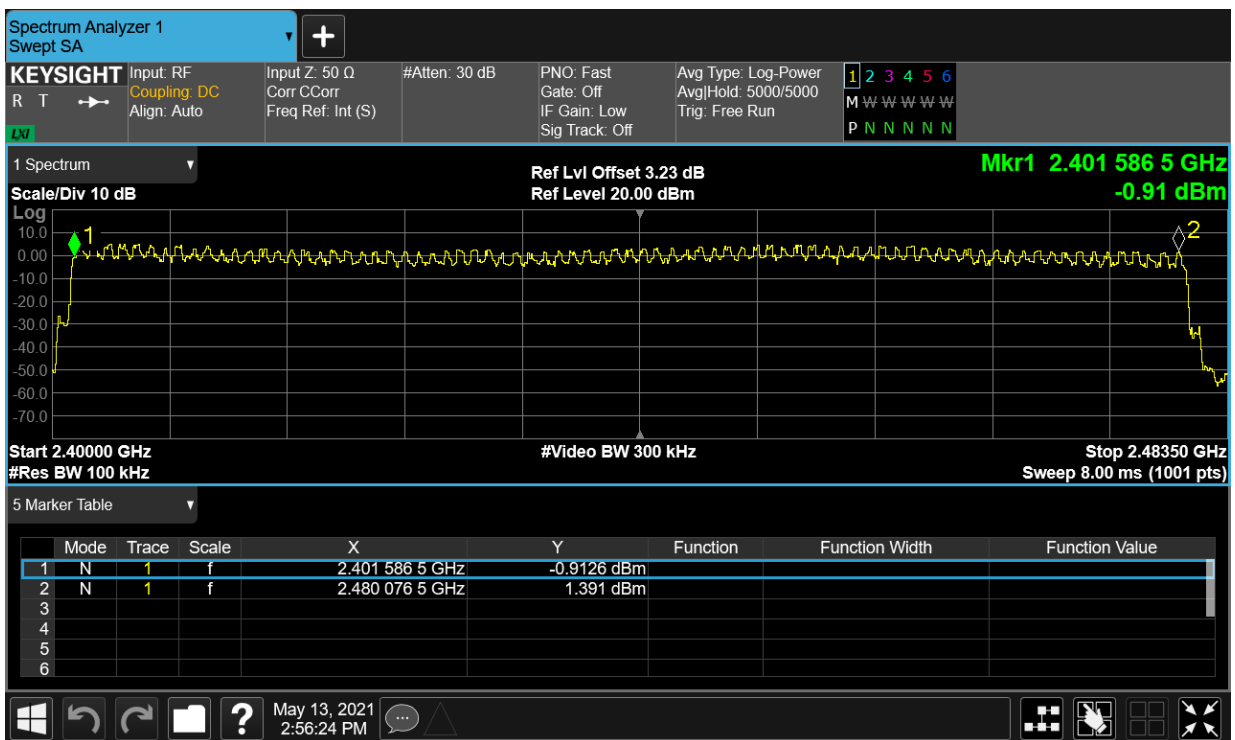 Spectrum Analyzer 1
Swept SA
+
KEYSIGHT Input: RF Input Z: 50 Ω #Atten: 30 dB PNO: Fast Avg Type: Log-Power 1 2 3 4 5 6
R T Coupling: DC Corr CCorr Gate: Off Avg|Hold: 5000/5000 M W W W W W
Align: Auto Freq Ref: Int (S) IF Gain: Low Trig: Free Run
LXI Sig Track: Off P N N N N N
1 Spectrum Ref Lvl Offset 3.23 dB Mkr1 2.401 586 5 GHz
Scale/Div 10 dB Ref Level 20.00 dBm -0.91 dBm
Log
10.0 1 2
0.00
-10.0
-20.0
-30.0
-40.0
-50.0
-60.0
-70.0
Start 2.40000 GHz #Video BW 300 kHz Stop 2.48350 GHz
#Res BW 100 kHz Sweep 8.00 ms (1001 pts)
5 Marker Table
Mode Trace Scale X Y Function Function Width Function Value
1 N 1 f 2.401 586 5 GHz -0.9126 dBm
2 N 1 f 2.480 076 5 GHz 1.391 dBm
3
4
5
6
? May 13, 2021
2:56:24 PM